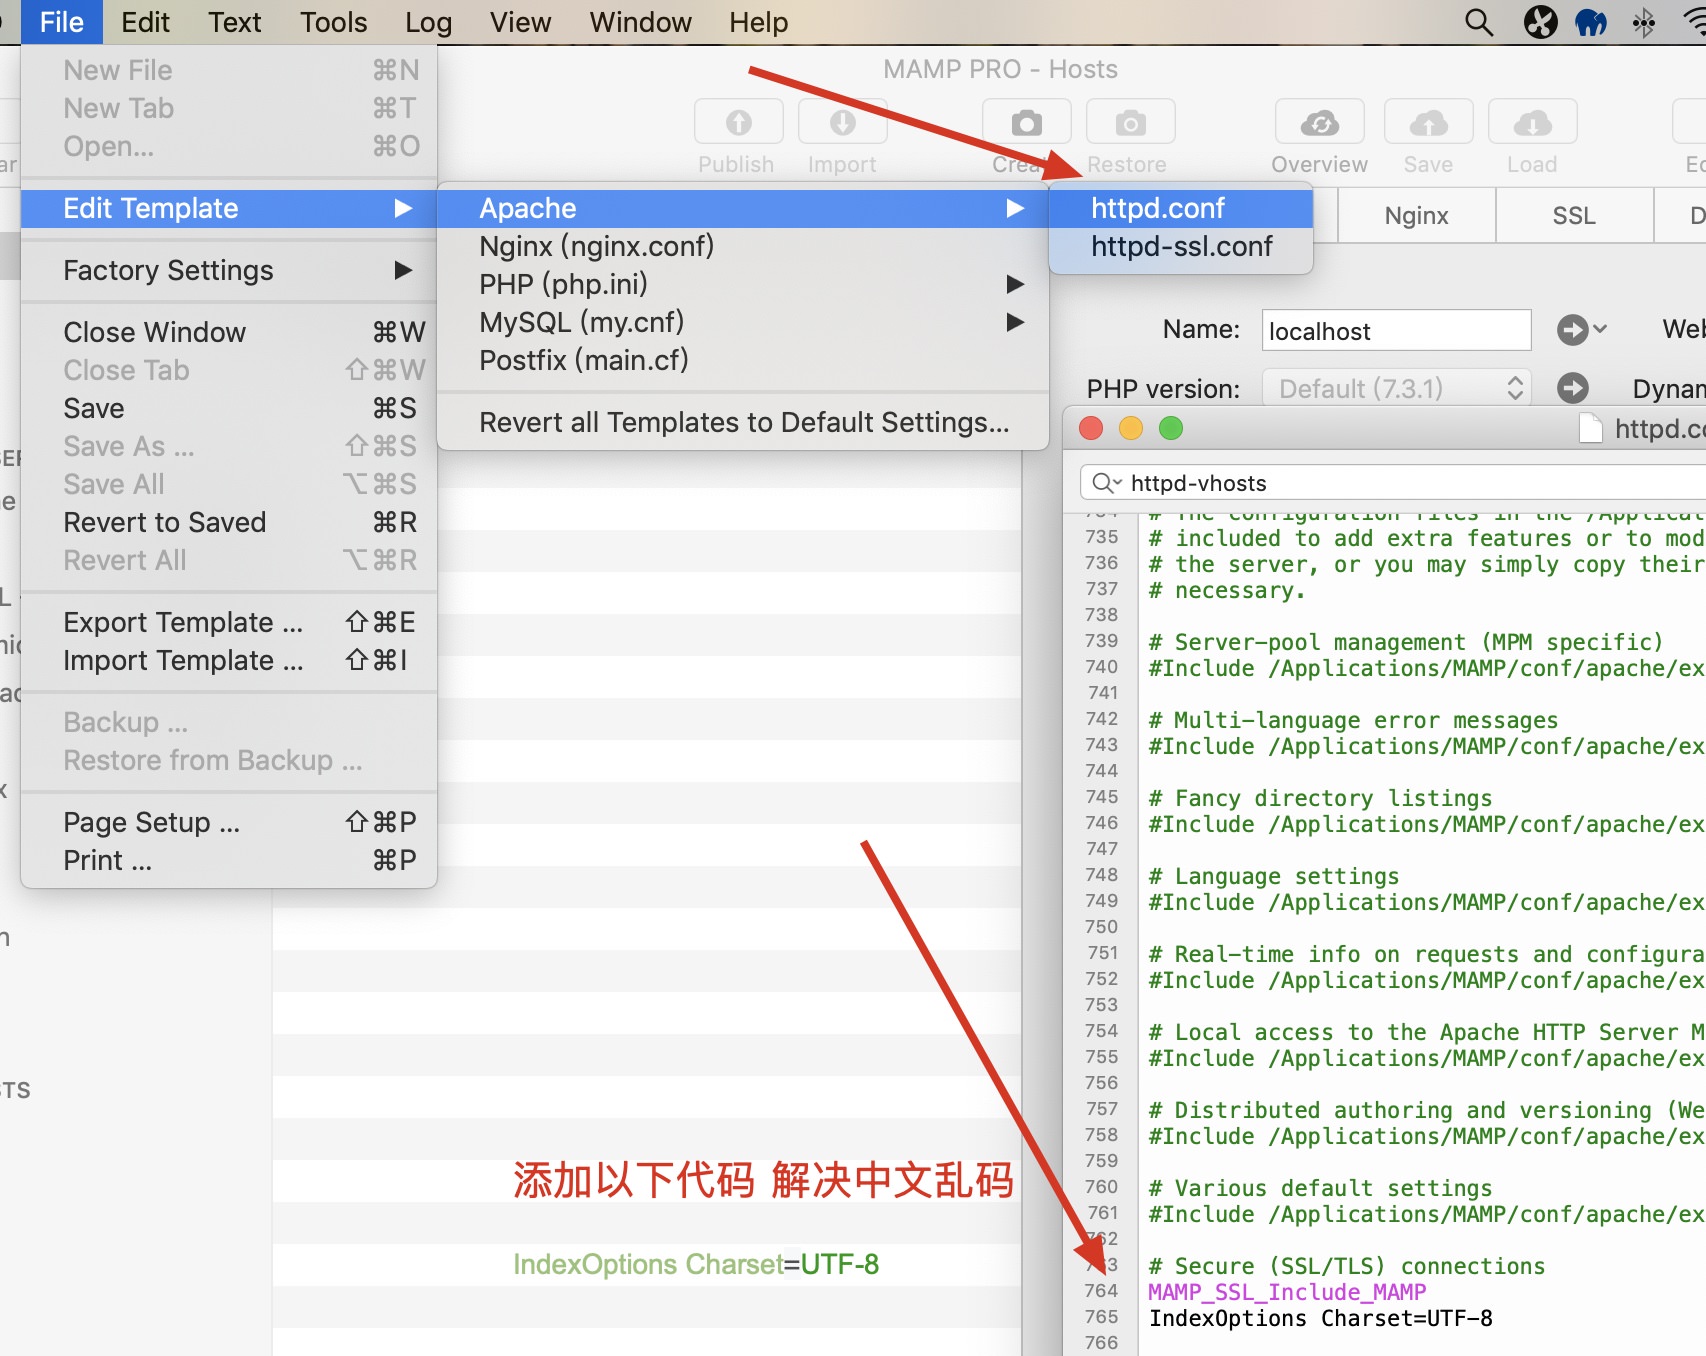 File Edit Text Tools Log View Window Help
MAMP PRO - Hosts
New File ⌘N
New Tab ⌘T
Open... ⌘O
Publish Import Restore Overview Save Load
Edit Template
Apache
httpd.conf
Nginx SSL
Nginx (nginx.conf)
httpd-ssl.conf
Factory Settings
PHP (php.ini)
MySQL (my.cnf)
Postfix (main.cf)
Revert all Templates to Default Settings...
Close Window ⌘W
Close Tab ⇧⌘W
Save ⌘S
Save As ... ⇧⌘S
Save All ⌥⌘S
Revert to Saved ⌘R
Revert All ⌥⌘R
Export Template ... ⇧⌘E
Import Template ... ⇧⌘I
Backup ...
Restore from Backup ...
Page Setup ... ⇧⌘P
Print ... ⌘P
Name: localhost
PHP version: Default (7.3.1)
httpd-vhosts
# The configuration files in the
735 # included to add extra features or to
736 # the server, or you may simply copy their
737 # necessary.
738
739 # Server-pool management (MPM specific)
740 #Include /Applications/MAMP/conf/apache/ex
741
742 # Multi-language error messages
743 #Include /Applications/MAMP/conf/apache/ex
744
745 # Fancy directory listings
746 #Include /Applications/MAMP/conf/apache/ex
747
748 # Language settings
749 #Include /Applications/MAMP/conf/apache/ex
750
751 # Real-time info on requests and configura
752 #Include /Applications/MAMP/conf/apache/ex
753
754 # Local access to the Apache HTTP Server M
755 #Include /Applications/MAMP/conf/apache/ex
756
757 # Distributed authoring and versioning (We
758 #Include /Applications/MAMP/conf/apache/ex
759
760 # Various default settings
761 #Include /Applications/MAMP/conf/apache/ex
# Secure (SSL/TLS) connections
764 MAMP_SSL_Include_MAMP
765 IndexOptions Charset=UTF-8
766
添加以下代码 解决中文乱码
IndexOptions Charset=UTF-8